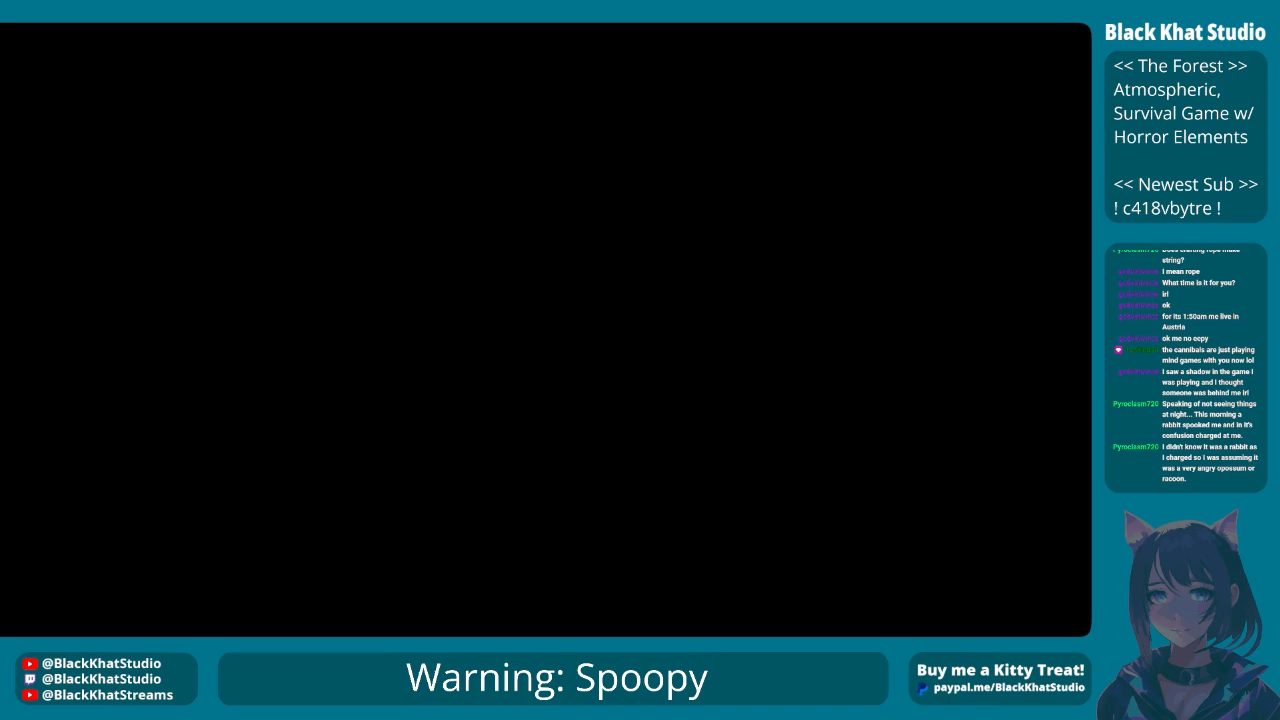 Black Khat Studio
<< The Forest >>
Atmospheric,
Survival Game w/
Horror Elements
<< Newest Sub >>
! c418vbytre !
string?
I mean rope
What time is it for you?
irl
ok
for its 1:50am me live in
Austria
ok me no eepy
the cannibals are just playing
mind games with you now lol
I saw a shadow in the game I
was playing and I thought
someone was behind me irl
Pyroclasm720 Speaking of not seeing things
at night... This morning a
rabbit spooked me and in it's
confusion charged at me.
Pyroclasm720 I didn't know it was a rabbit as
I charged so I was assuming it
was a very angry opossum or
racoon.
@BlackKhatStudio
@BlackKhatStudio
@BlackKhatStreams
Warning: Spoopy
Buy me a Kitty Treat!
paypal.me/BlackKhatStudio